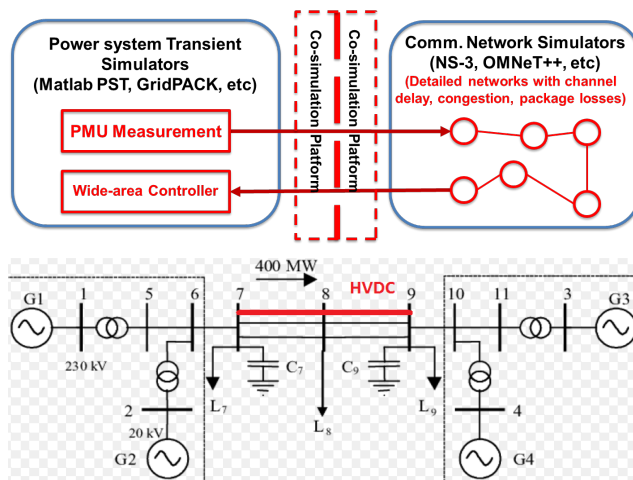 Power system Transient
Simulators
(Matlab PST, GridPACK, etc)
PMU Measurement
Wide-area Controller
Co-simulation Platform
Co-simulation Platform
Comm. Network Simulators
(NS-3, OMNeT++, etc)
(Detailed networks with channel
delay, congestion, package losses)
400 MW
HVDC
G1
1
5
6
7
8
9
10
11
3
G3
230 kV
C7
C9
L7
L8
L9
2
20 kV
G2
4
G4